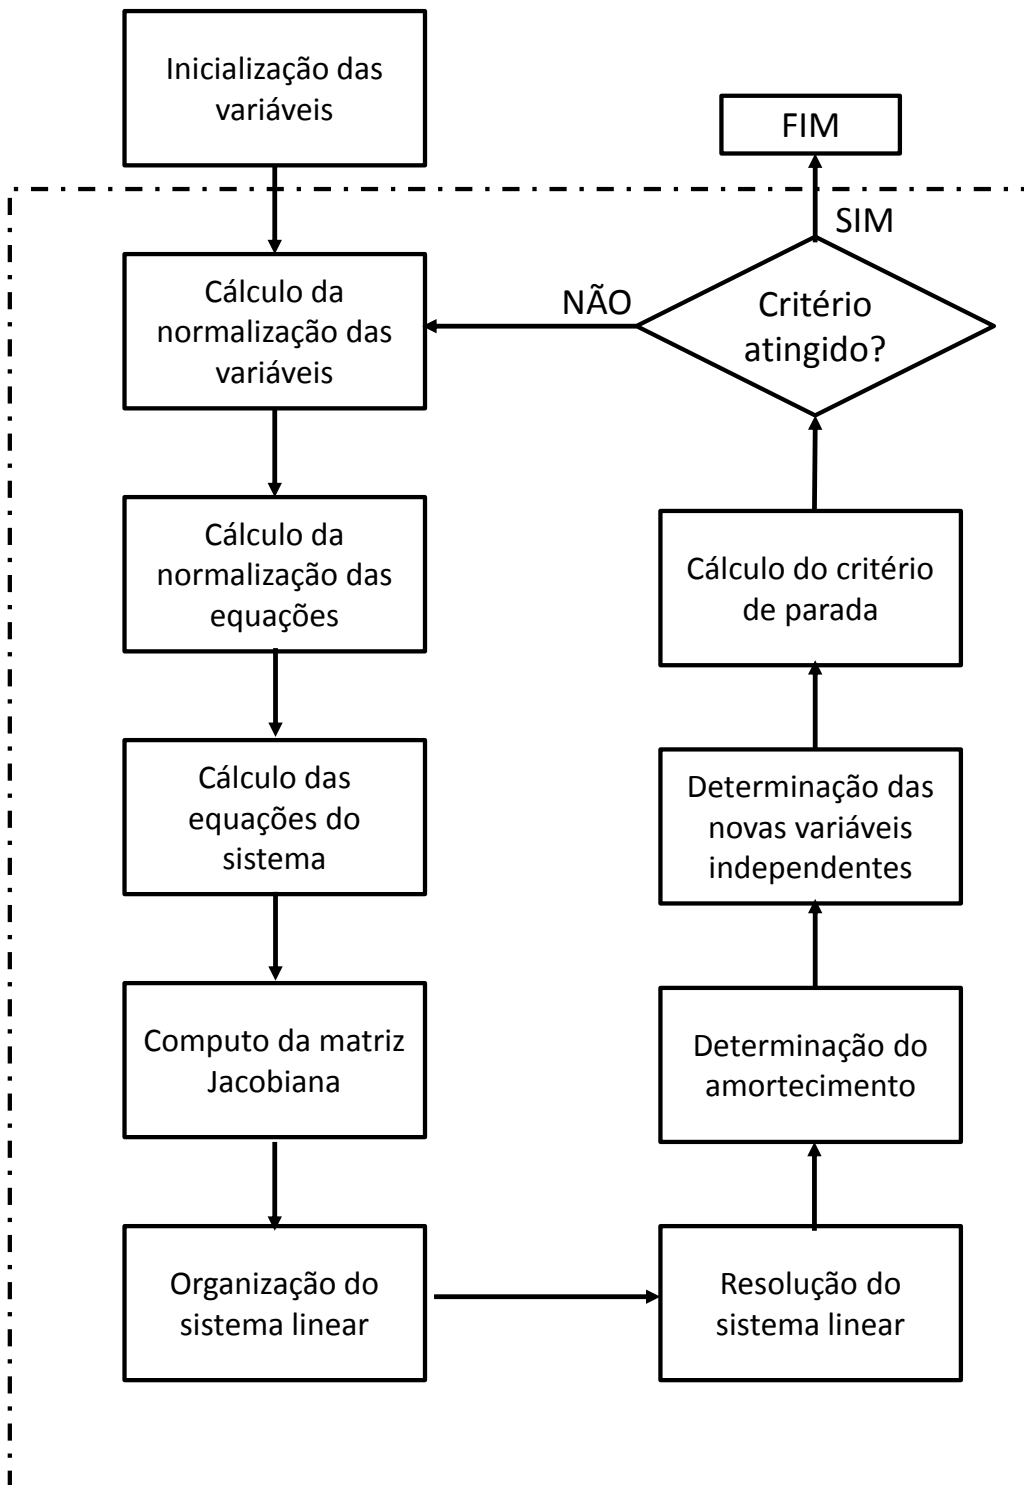 Inicialização das
variáveis
Cálculo da
normalização das
variáveis
Cálculo da
normalização das
equações
Cálculo das
equações do
sistema
Computo da matriz
Jacobiana
Organização do
sistema linear
Resolução do
sistema linear
Determinação do
amortecimento
Determinação das
novas variáveis
independentes
Cálculo do critério
de parada
Critério
atingido?
NÃO
SIM
FIM